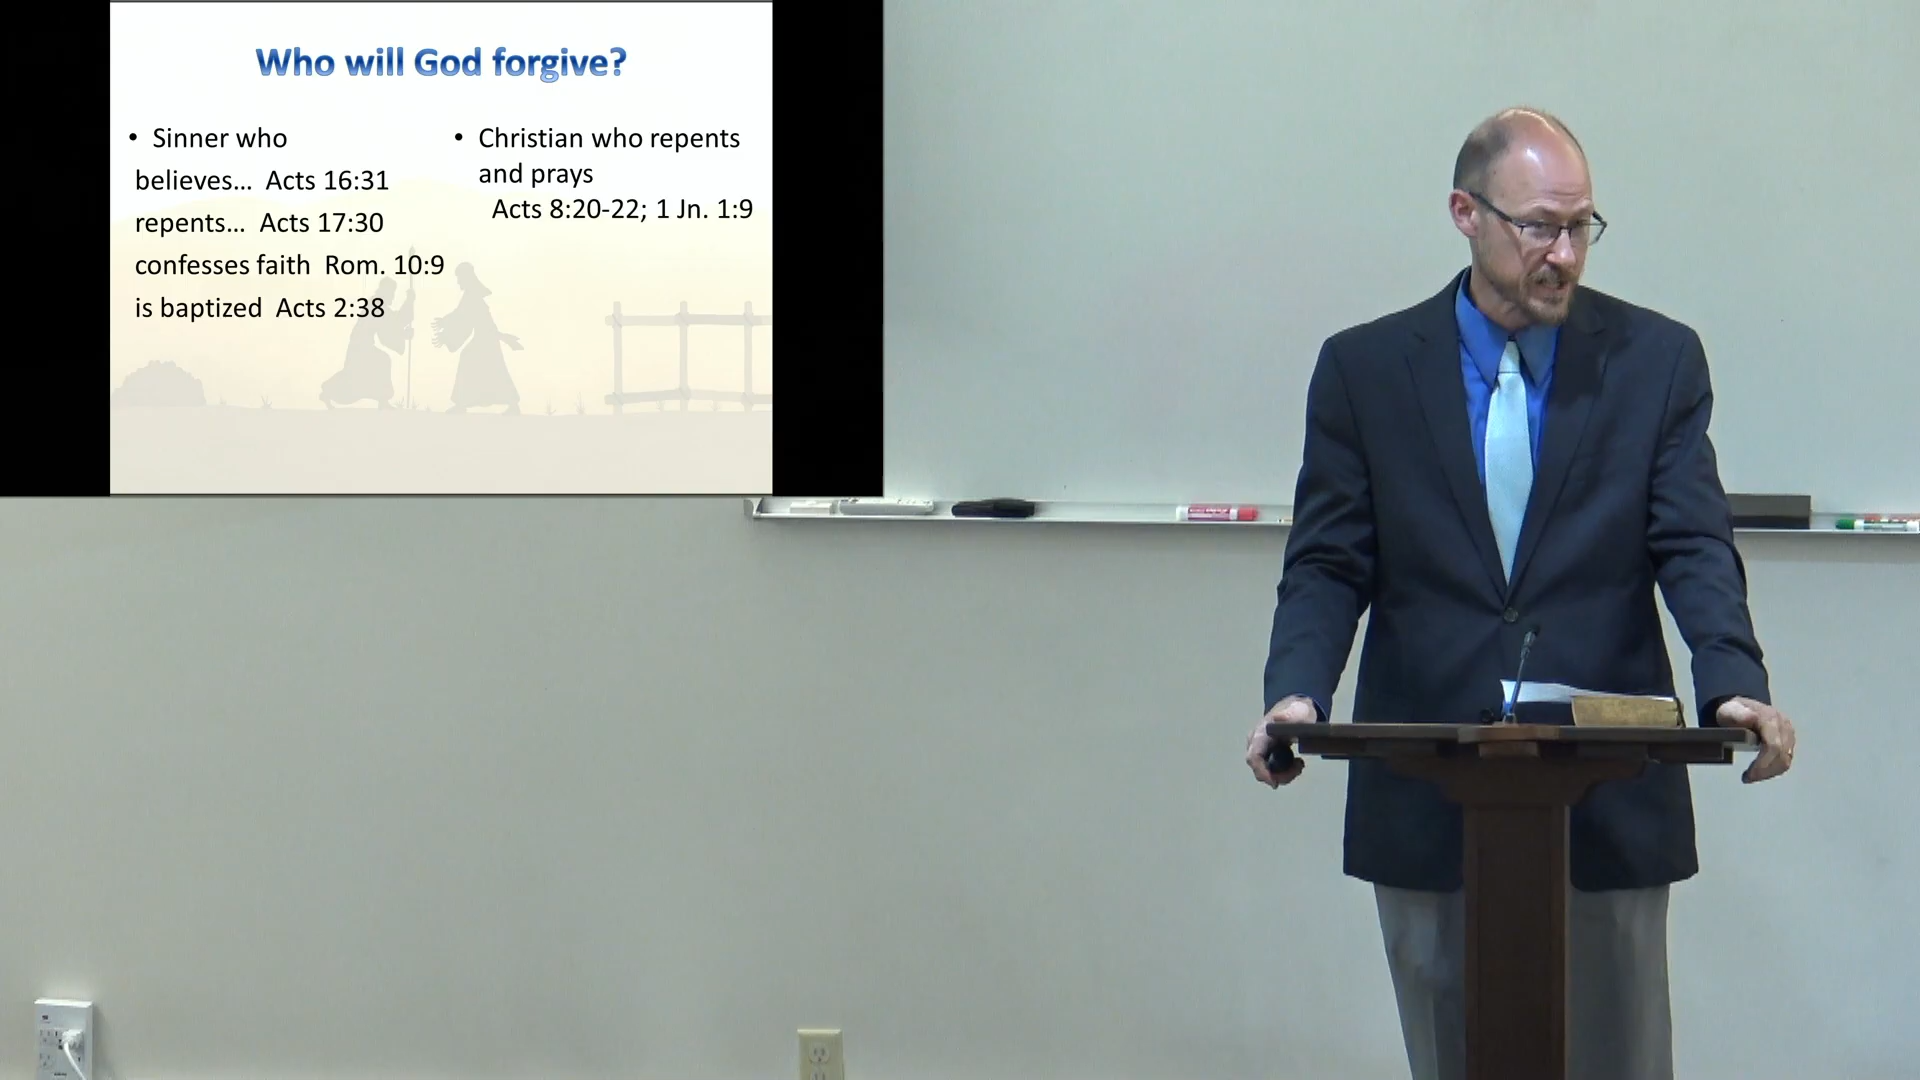 Who will God forgive?
• Sinner who
believes… Acts 16:31
repents… Acts 17:30
confesses faith Rom. 10:9
is baptized Acts 2:38
• Christian who repents
and prays
Acts 8:20-22; 1 Jn. 1:9